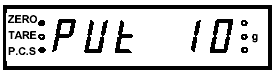 ZERO
TARE
P.C.S
PUt 10 g